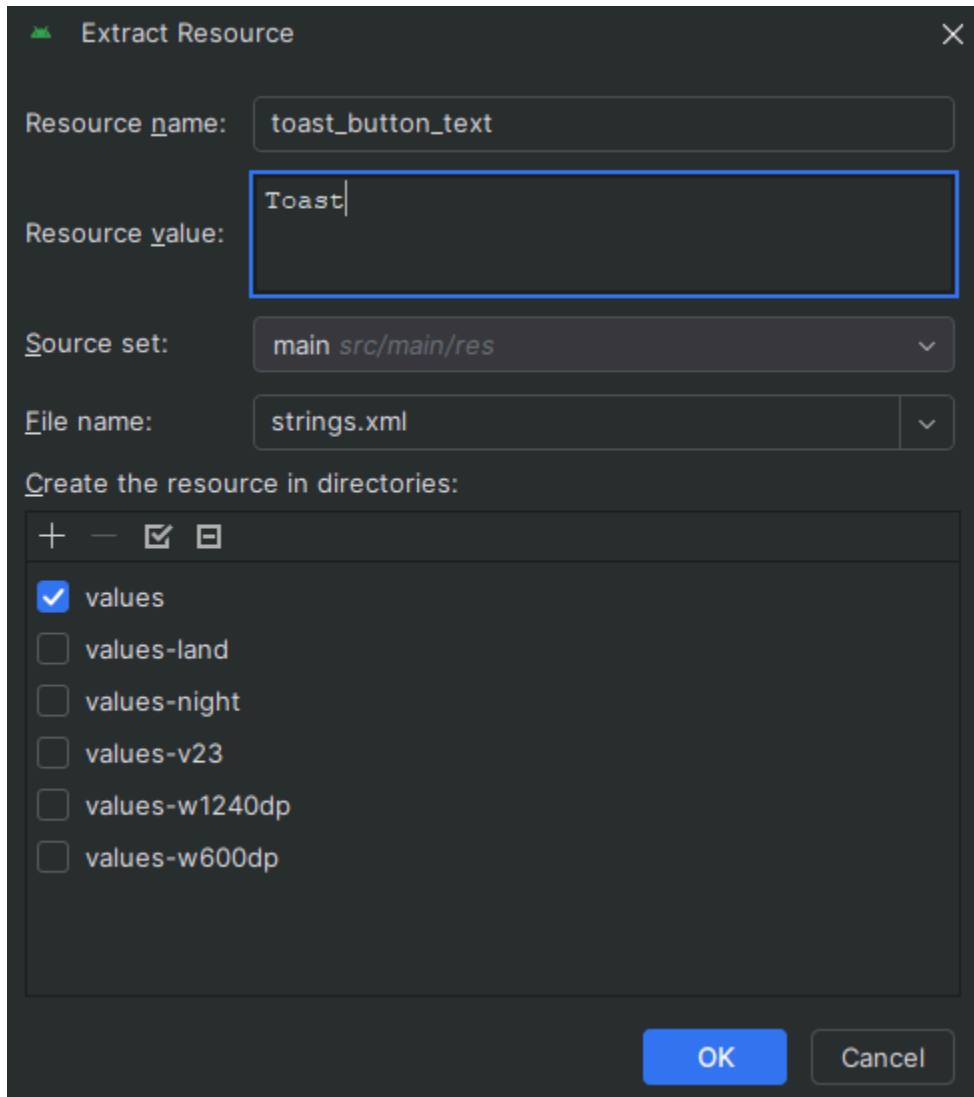 Extract Resource
Resource name: toast_button_text
Resource value: Toast
Source set: main src/main/res
File name: strings.xml
Create the resource in directories:
values
values-land
values-night
values-v23
values-w1240dp
values-w600dp
OK Cancel